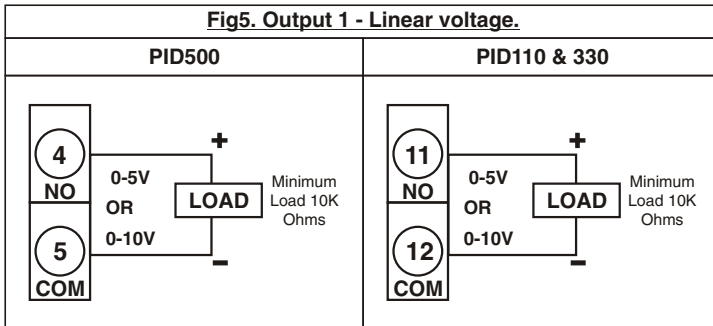 Fig5. Output 1 - Linear voltage.
PID500
PID110 & 330
4
NO
5
COM
0-5V
OR
0-10V
+
LOAD
–
Minimum
Load 10K
Ohms
11
NO
12
COM
0-5V
OR
0-10V
+
LOAD
–
Minimum
Load 10K
Ohms